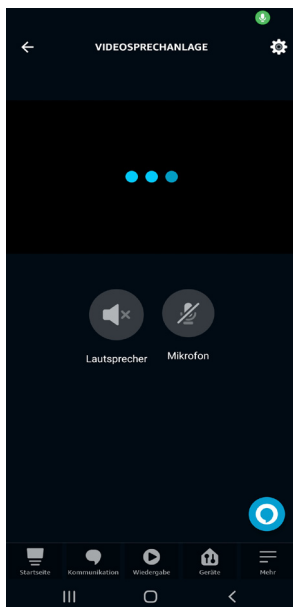 VIDEOSPRECHANLAGE
Lautsprecher
Mikrofon
Startseite
Kommunikation
Wiedergabe
Geräte
Mehr